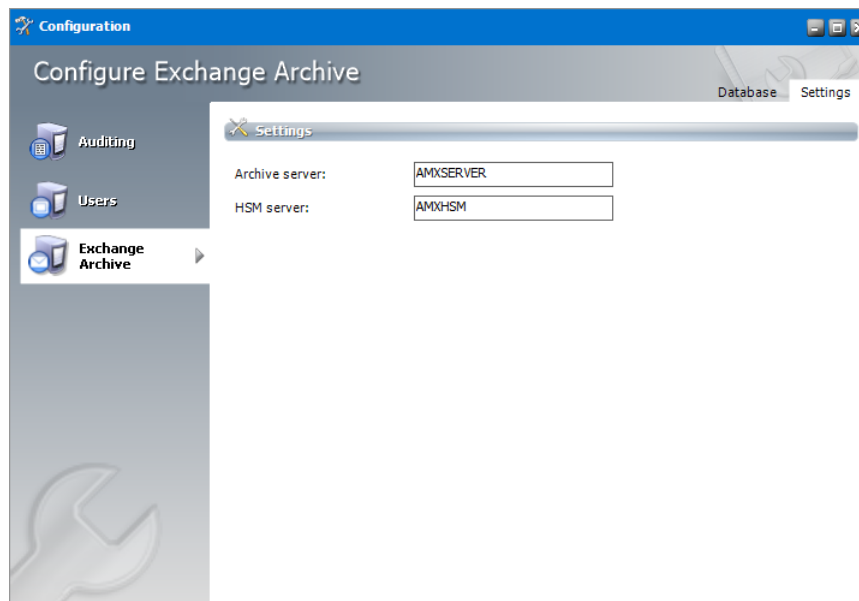 Configuration
Configure Exchange Archive
Database Settings
Auditing
Users
Exchange
Archive
Settings
Archive server: AMXSERVER
HSM server: AMXHSM